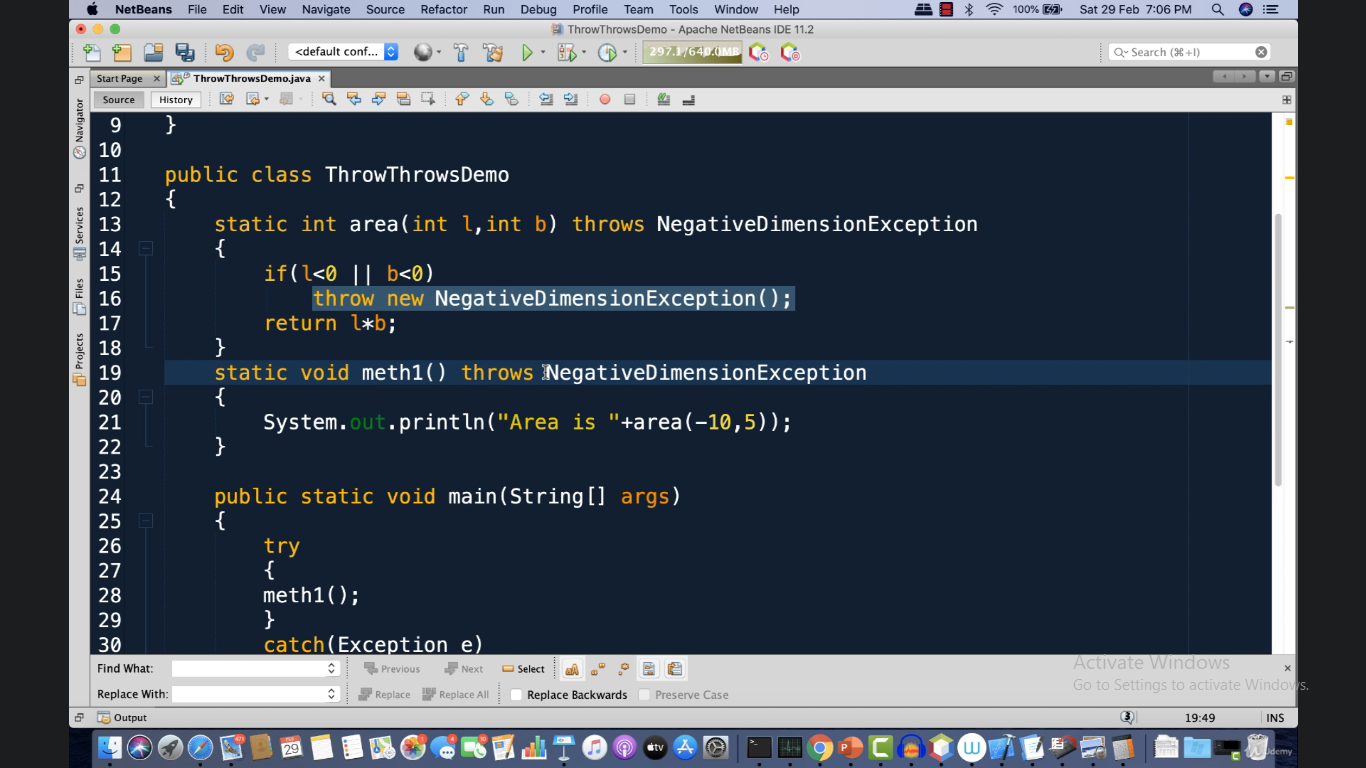 NetBeans File Edit View Navigate Source Refactor Run Debug Profile Team Tools Window Help 100% Sat 29 Feb 7:06 PM
ThrowThrowsDemo - Apache NetBeans IDE 11.2
<default conf... 297.1/640.0MB Search (⌘+I)
Start Page ThrowThrowsDemo.java
Source History
Navigator
Services
Files
Projects
9 }
10
11 public class ThrowThrowsDemo
12 {
13 static int area(int l,int b) throws NegativeDimensionException
14 {
15 if(l<0 || b<0)
16 throw new NegativeDimensionException();
17 return l*b;
18 }
19 static void meth1() throws NegativeDimensionException
20 {
21 System.out.println("Area is "+area(-10,5));
22 }
23
24 public static void main(String[] args)
25 {
26 try
27 {
28 meth1();
29 }
30 catch(Exception e)
Find What: Previous Next Select
Replace With: Replace Replace All Replace Backwards Preserve Case
Activate Windows
Go to Settings to activate Windows.
Output 19:49 INS
Udemy